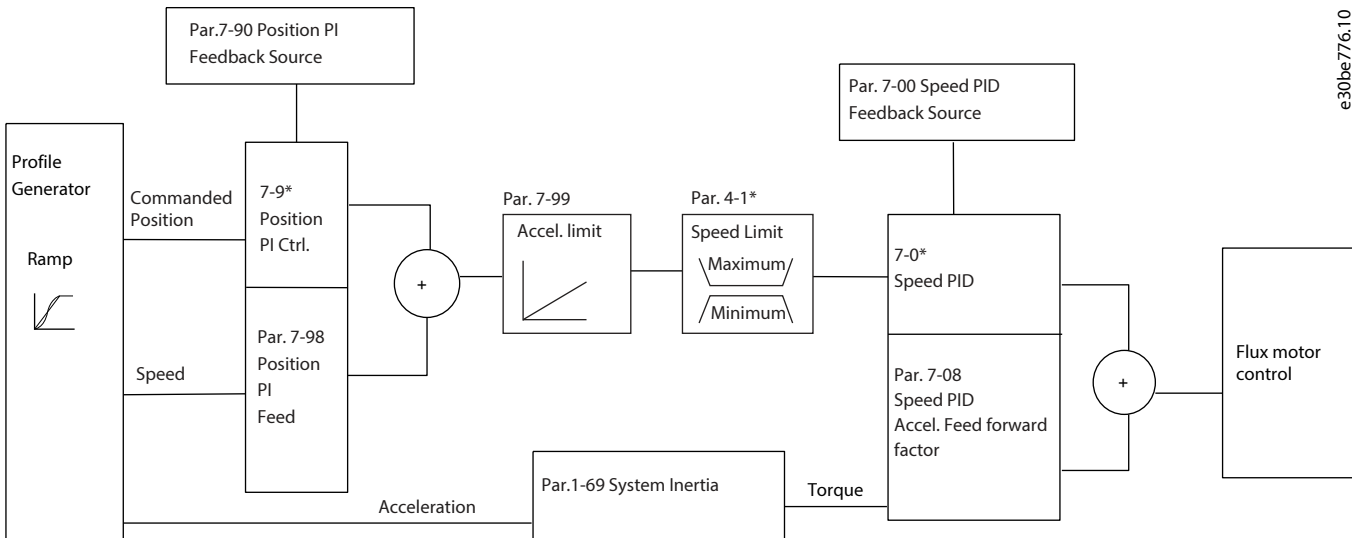 Par.7-90 Position PI
Feedback Source
e30be776.10
Par. 7-00 Speed PID
Feedback Source
Profile
Generator
Ramp
Commanded
Position
7-9*
Position
PI Ctrl.
+
Par. 7-99
Accel. limit
Par. 4-1*
Speed Limit
Maximum
Minimum
7-0*
Speed PID
Speed
Par. 7-98
Position
PI
Feed
Par. 7-08
Speed PID
Accel. Feed forward
factor
+
Flux motor
control
Acceleration
Par.1-69 System Inertia
Torque